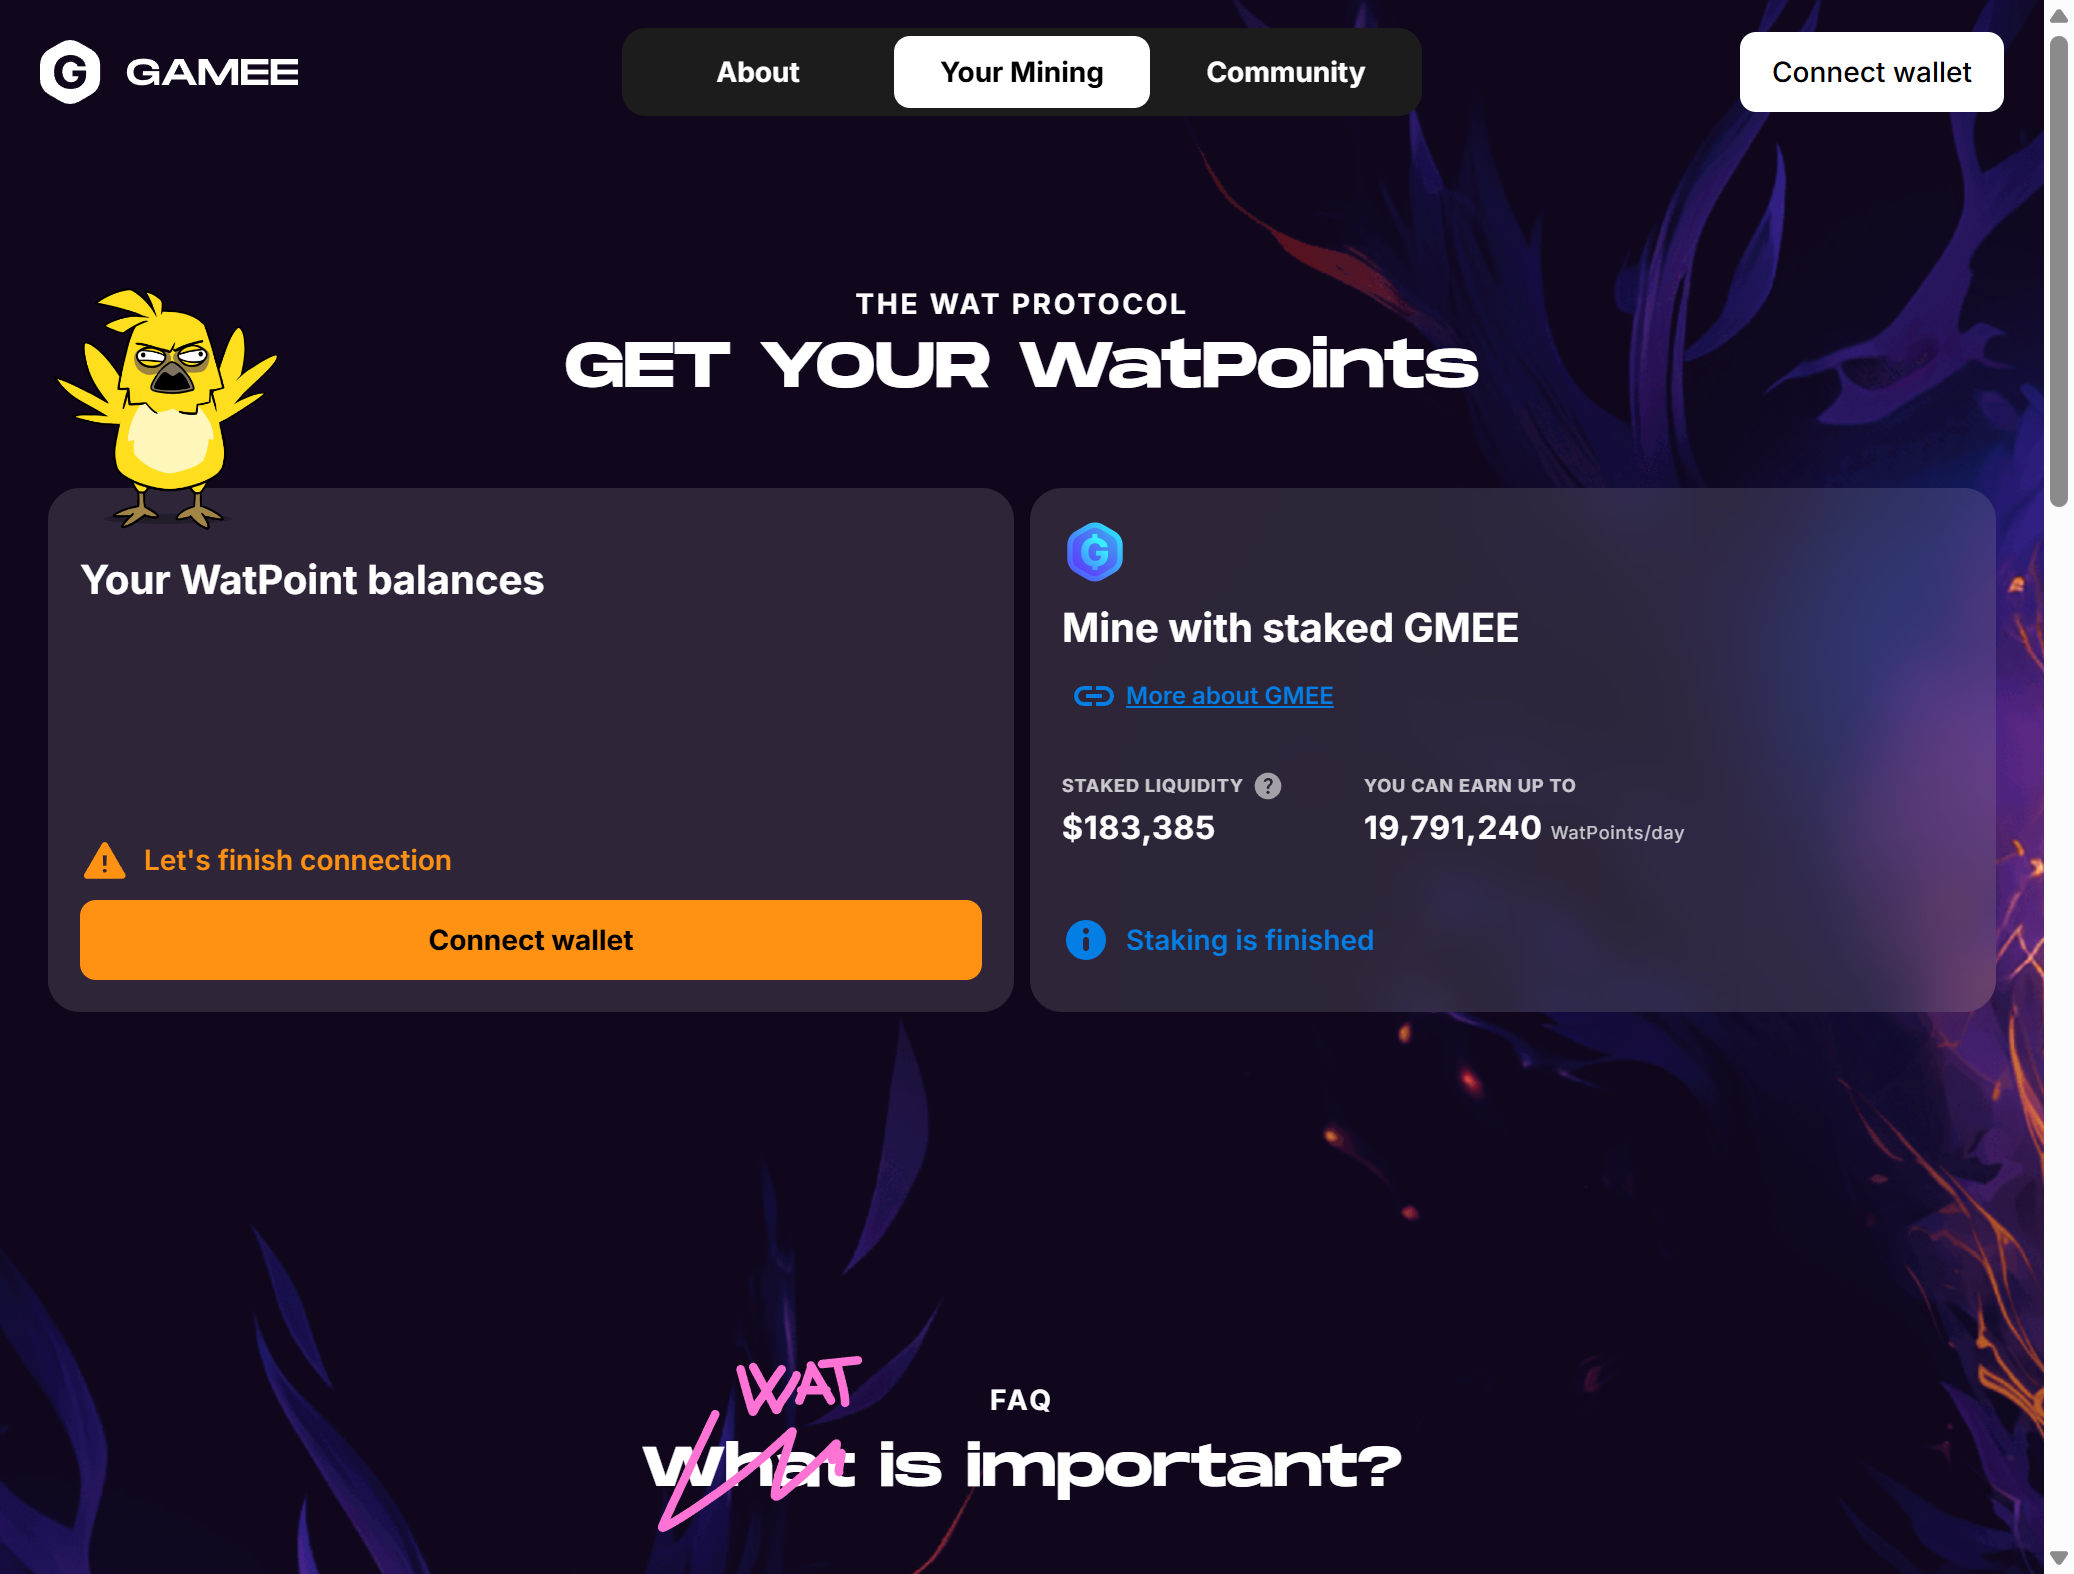 GAMEE
About
Your Mining
Community
Connect wallet
THE WAT PROTOCOL
GET YOUR WatPoints
Your WatPoint balances
Let's finish connection
Connect wallet
Mine with staked GMEE
More about GMEE
STAKED LIQUIDITY ?
$183,385
YOU CAN EARN UP TO
19,791,240 WatPoints/day
Staking is finished
FAQ
WAT
What is important?